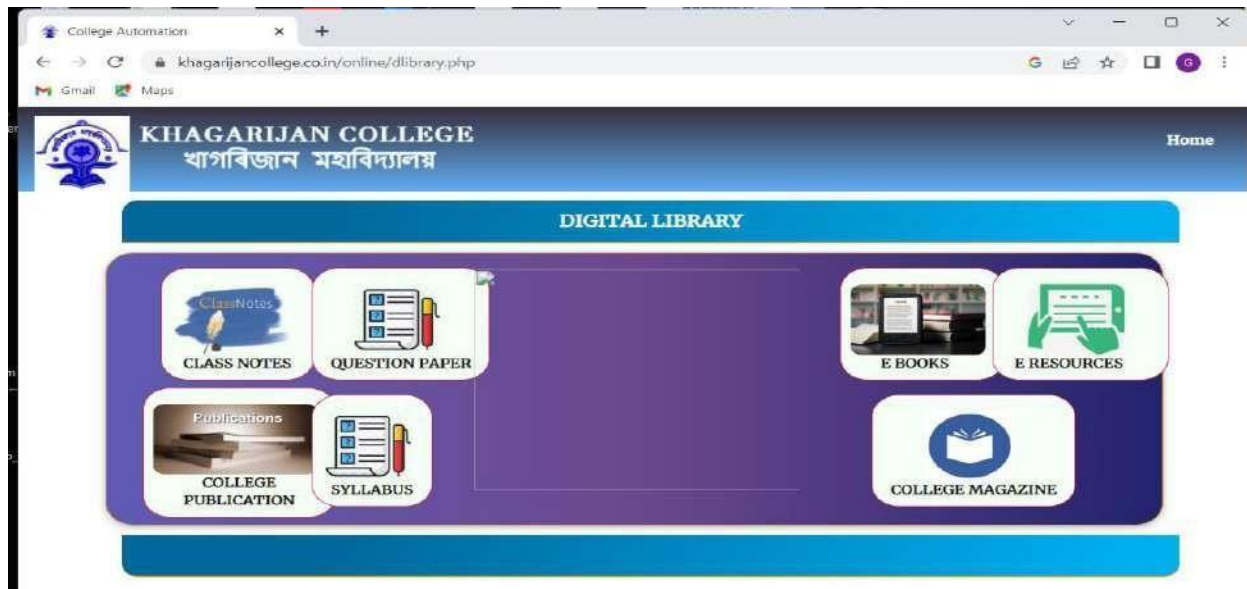 College Automation
khagarijancollege.co.in/online/dlibrary.php
Gmail Maps
KHAGARIJAN COLLEGE
খাগৰিজান মহাবিদ্যালয়
Home
DIGITAL LIBRARY
ClassNotes
CLASS NOTES
QUESTION PAPER
E BOOKS
E RESOURCES
Publications
COLLEGE
PUBLICATION
SYLLABUS
COLLEGE MAGAZINE